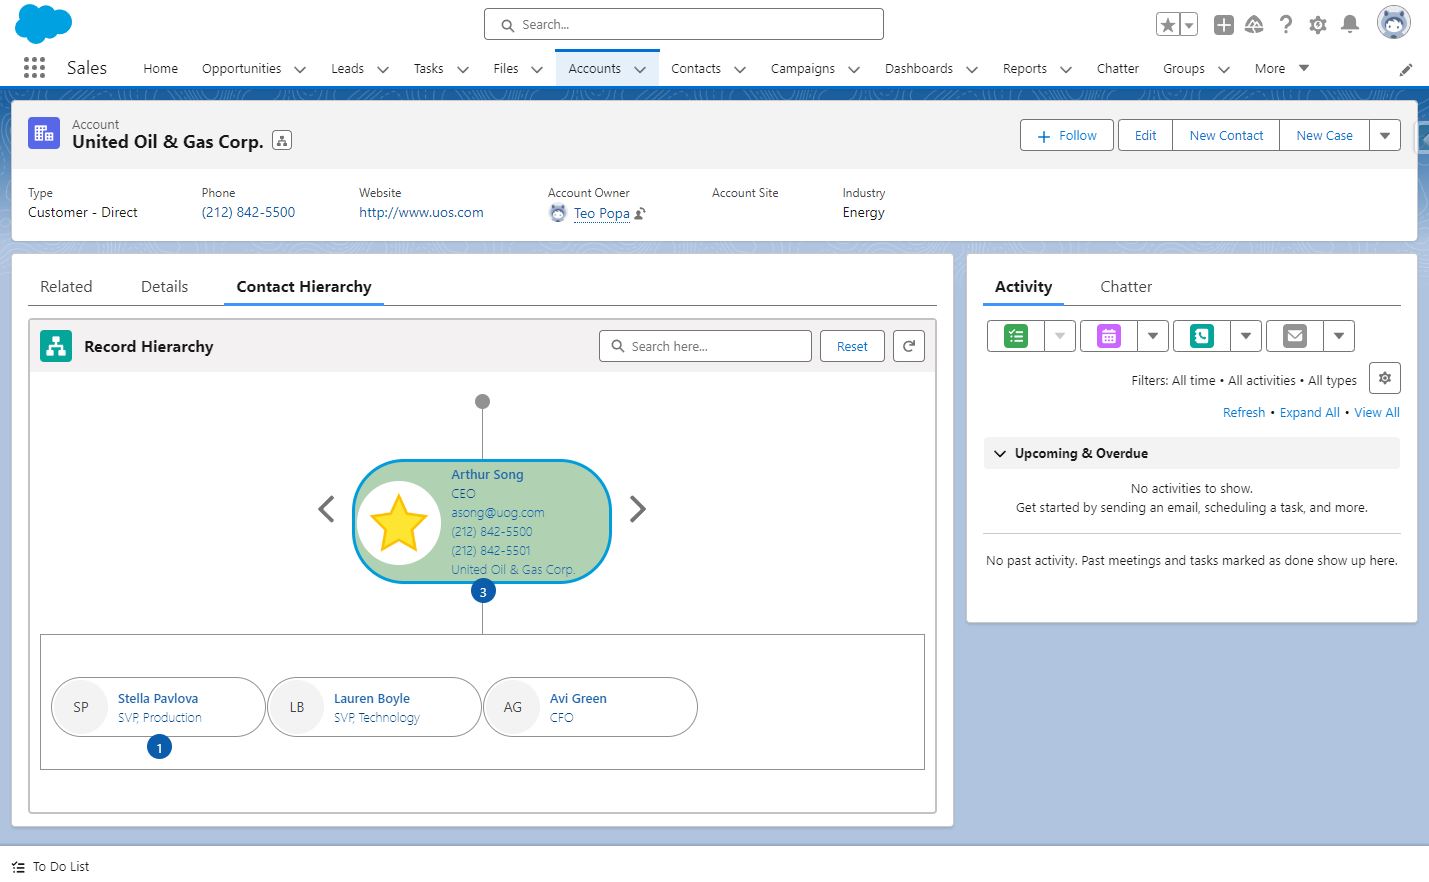 Search...
Sales
Home
Opportunities
Leads
Tasks
Files
Accounts
Contacts
Campaigns
Dashboards
Reports
Chatter
Groups
More
Account
United Oil & Gas Corp.
Follow
Edit
New Contact
New Case
Type
Customer - Direct
Phone
(212) 842-5500
Website
http://www.uos.com
Account Owner
Teo Popa
Account Site
Industry
Energy
Related
Details
Contact Hierarchy
Record Hierarchy
Search here...
Reset
Arthur Song
CEO
asong@uog.com
(212) 842-5500
(212) 842-5501
United Oil & Gas Corp.
3
SP
Stella Pavlova
SVP, Production
1
LB
Lauren Boyle
SVP, Technology
AG
Avi Green
CFO
Activity
Chatter
Filters: All time • All activities • All types
Refresh • Expand All • View All
Upcoming & Overdue
No activities to show.
Get started by sending an email, scheduling a task, and more.
No past activity. Past meetings and tasks marked as done show up here.
To Do List